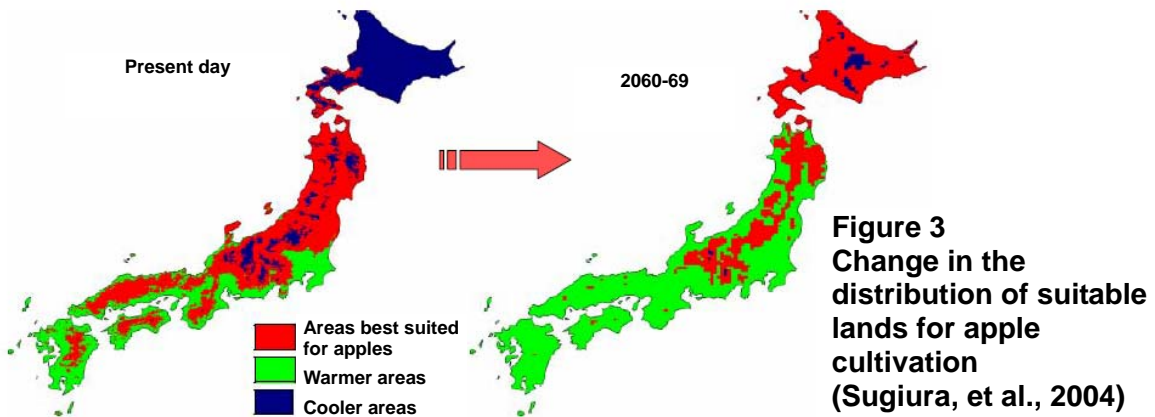 Present day
2060-69
Areas best suited
for apples
Warmer areas
Cooler areas
Figure 3
Change in the
distribution of suitable
lands for apple
cultivation
(Sugiura, et al., 2004)